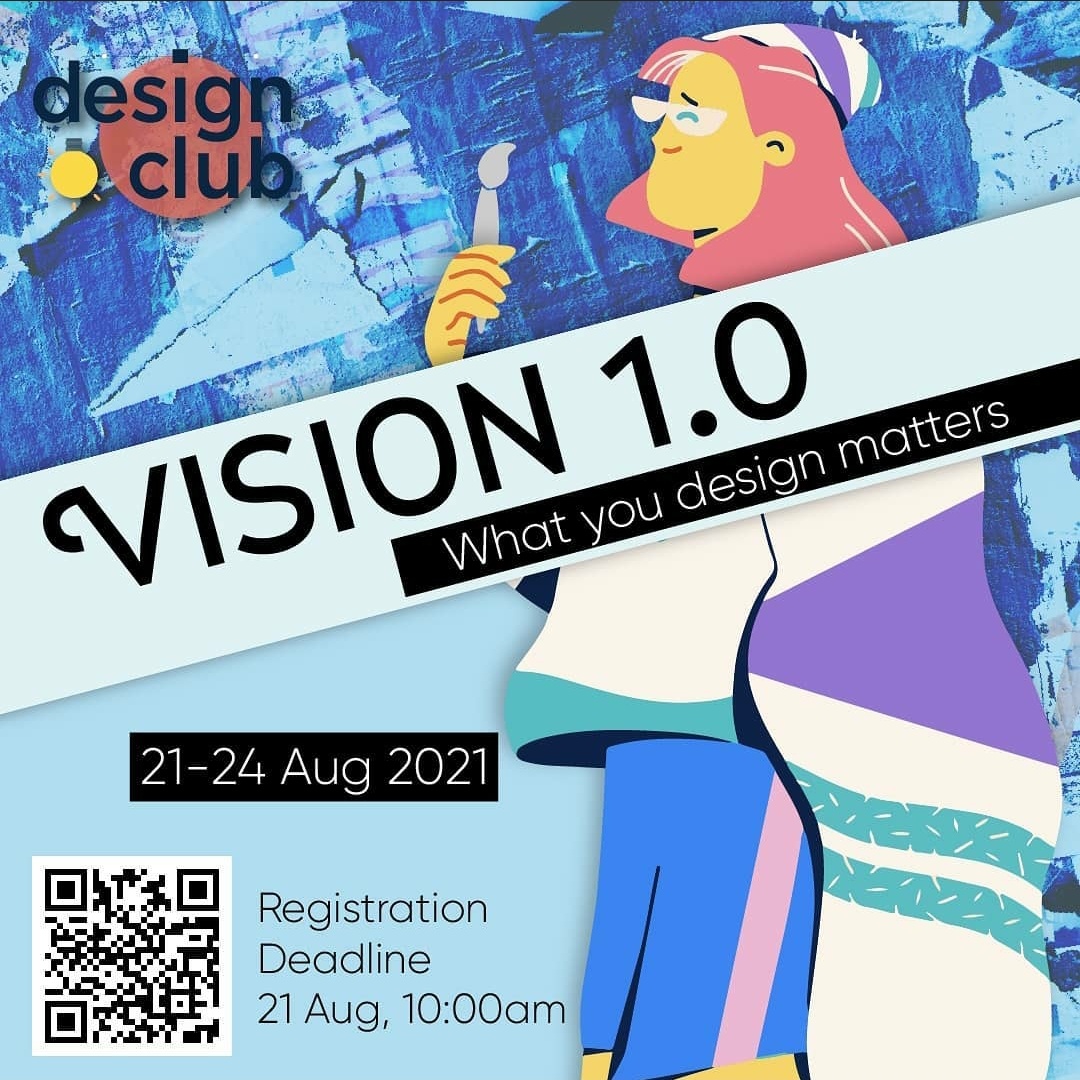 design
club
VISION 1.0
What you design matters
21-24 Aug 2021
Registration
Deadline
21 Aug, 10:00am